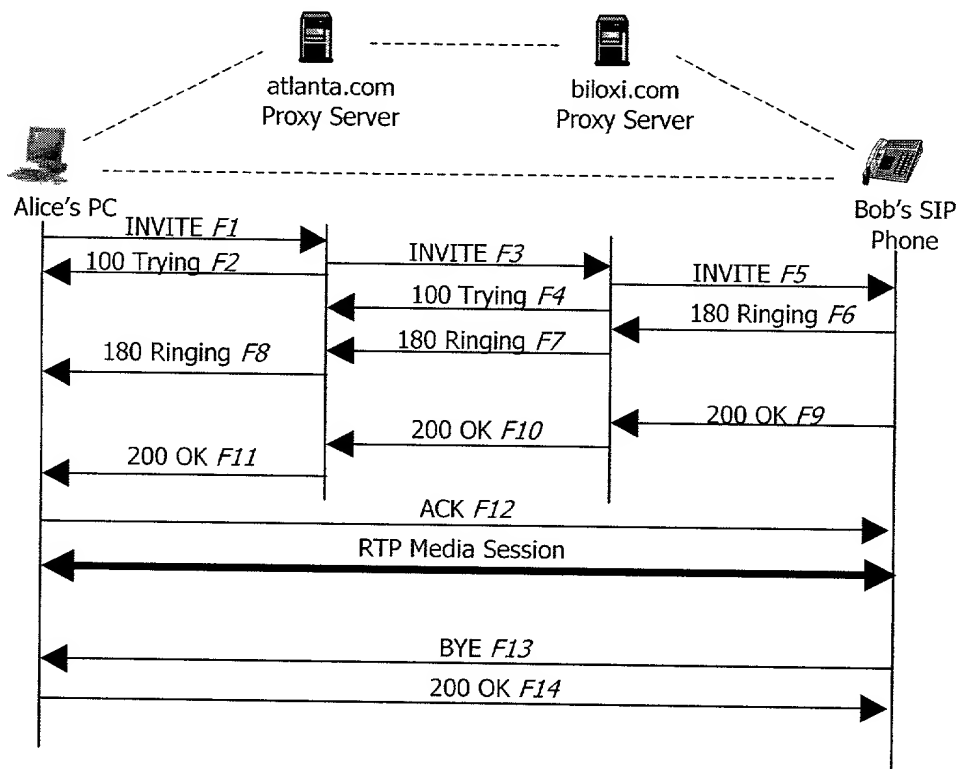 atlanta.com
Proxy Server
biloxi.com
Proxy Server
Alice's PC
Bob's SIP
Phone
INVITE F1
100 Trying F2
INVITE F3
INVITE F5
100 Trying F4
180 Ringing F6
180 Ringing F7
180 Ringing F8
200 OK F9
200 OK F10
200 OK F11
ACK F12
RTP Media Session
BYE F13
200 OK F14